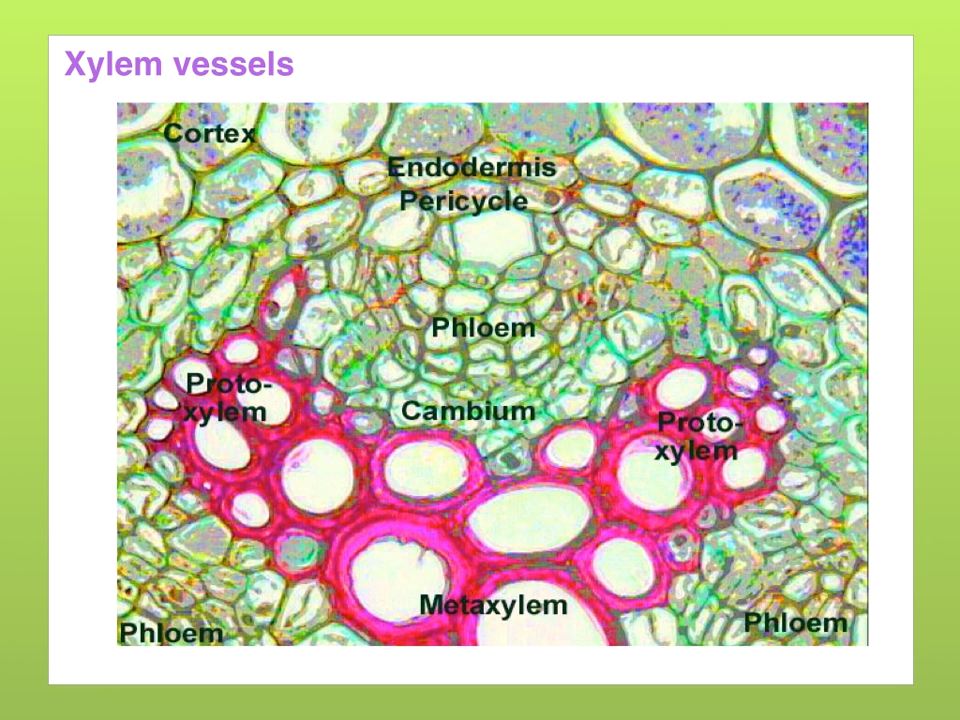 Xylem vessels
Cortex
Endodermis
Pericycle
Phloem
Proto-
xylem
Cambium
Proto-
xylem
Metaxylem
Phloem
Phloem